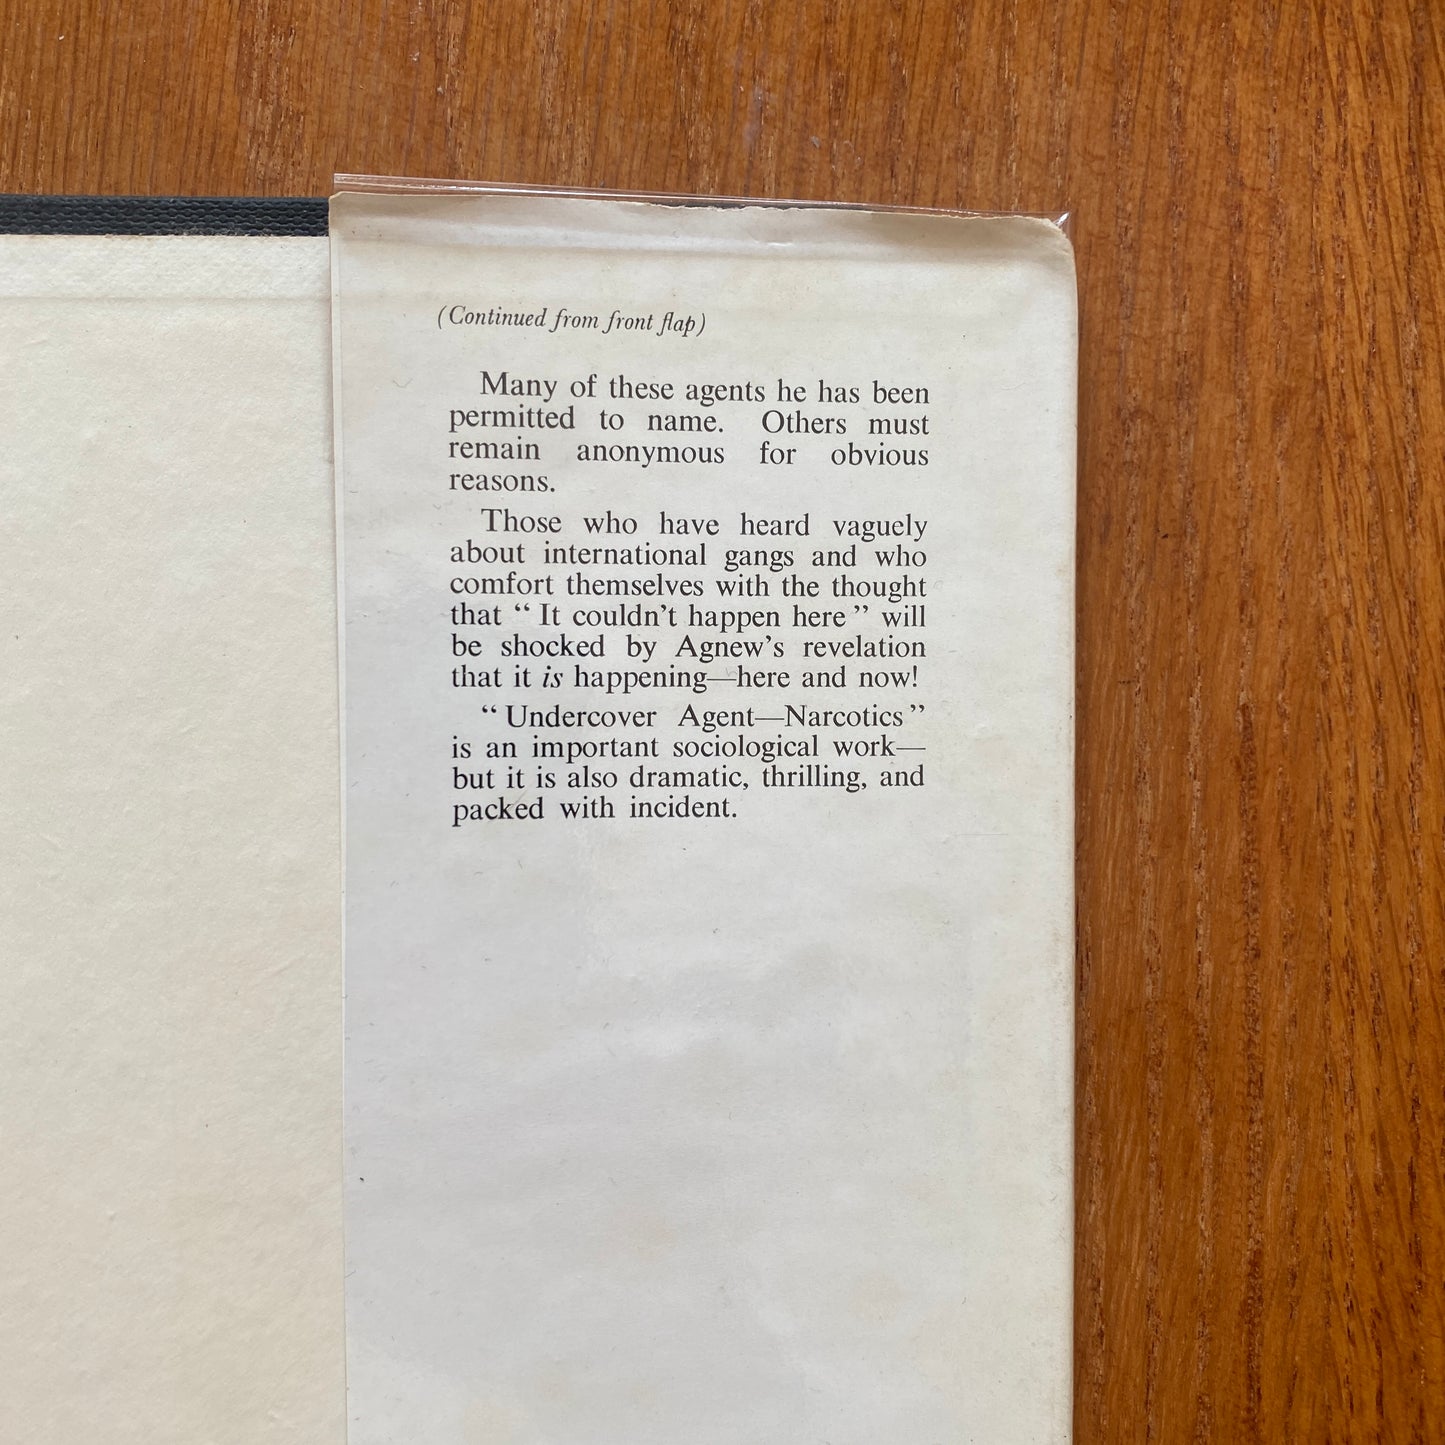 (Continued from front flap)
Many of these agents he has been
permitted to name. Others must
remain anonymous for obvious
reasons.
Those who have heard vaguely
about international gangs and who
comfort themselves with the thought
that “ It couldn’t happen here ” will
be shocked by Agnew’s revelation
that it is happening—here and now!
“ Undercover Agent—Narcotics ”
is an important sociological work—
but it is also dramatic, thrilling, and
packed with incident.